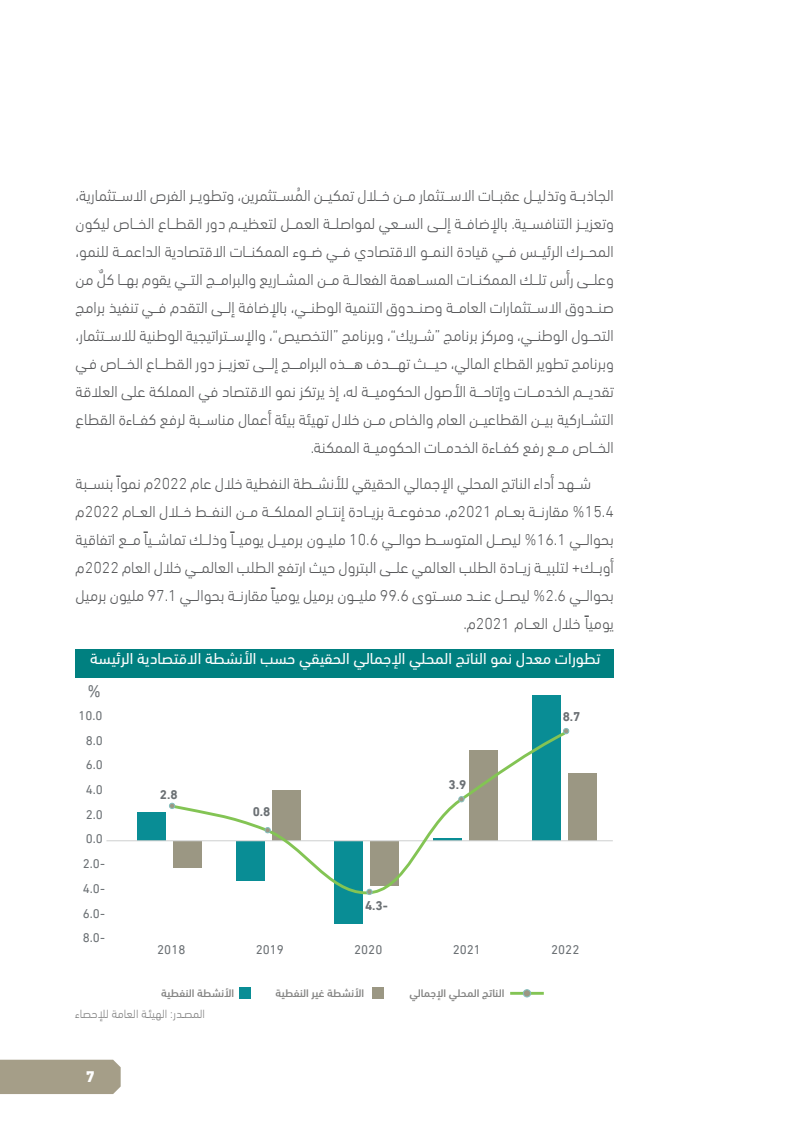 الجاذبة وتذليل عقبات الاستثمار من خلال تمكين المُستثمرين، وتطوير الفرص الاستثمارية،
وتعزيز التنافسية. بالإضافة إلى السعي لمواصلة العمل لتعظيم دور القطاع الخاص ليكون
المحرك الرئيس في قيادة النمو الاقتصادي في ضوء الممكنات الاقتصادية الداعمة للنمو،
وعلى رأس تلك الممكنات المساهمة الفعالة من المشاريع والبرامج التي يقوم بها كلٌ من
صندوق الاستثمارات العامة وصندوق التنمية الوطني، بالإضافة إلى التقدم في تنفيذ برامج
التحول الوطني، ومركز برنامج "شريك"، وبرنامج "التخصيص"، والإستراتيجية الوطنية للاستثمار،
وبرنامج تطوير القطاع المالي، حيث تهدف هذه البرامج إلى تعزيز دور القطاع الخاص في
تقديم الخدمات وإتاحة الأصول الحكومية له، إذ يرتكز نمو الاقتصاد في المملكة على العلاقة
التشاركية بين القطاعين العام والخاص من خلال تهيئة بيئة أعمال مناسبة لرفع كفاءة القطاع
الخاص مع رفع كفاءة الخدمات الحكومية الممكنة.
شهد أداء الناتج المحلي الإجمالي الحقيقي للأنشطة النفطية خلال عام 2022م نمواً بنسبة
15.4% مقارنة بعام 2021م، مدفوعة بزيادة إنتاج المملكة من النفط خلال العام 2022م
بحوالي 16.1% ليصل المتوسط حوالي 10.6 مليون برميل يومياً وذلك تماشياً مع اتفاقية
أوبك+ لتلبية زيادة الطلب العالمي على البترول حيث ارتفع الطلب العالمي خلال العام 2022م
بحوالي 2.6% ليصل عند مستوى 99.6 مليون برميل يومياً مقارنة بحوالي 97.1 مليون برميل
يومياً خلال العام 2021م.
تطورات معدل نمو الناتج المحلي الإجمالي الحقيقي حسب الأنشطة الاقتصادية الرئيسة
%
10.0
8.0
6.0
4.0
2.0
0.0
2.0-
4.0-
6.0-
8.0-
2.8
0.8
4.3-
3.9
8.7
2018 2019 2020 2021 2022
الناتج المحلي الإجمالي الأنشطة غير النفطية الأنشطة النفطية
المصدر: الهيئة العامة للإحصاء
7